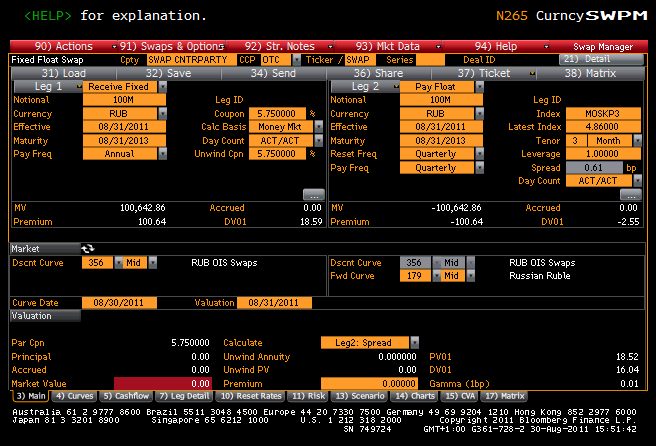 <HELP> for explanation. N265 Curncy SWPM
90) Actions 91) Swaps & Options 92) Str. Notes 93) Mkt Data 94) Help Swap Manager
Fixed Float Swap Cpty SWAP CNTRPARTY CCP OTC Ticker / SWAP Series Deal ID 21) Detail
31) Load 32) Save 34) Send 36) Share 37) Ticket 38) Matrix
Leg 1 Receive Fixed Leg 2 Pay Float
Notional 100M Leg ID Notional 100M Leg ID
Currency RUB Coupon 5.750000 % Currency RUB Index MOSKP3
Effective 08/31/2011 Calc Basis Money Mkt Effective 08/31/2011 Latest Index 4.86000
Maturity 08/31/2013 Day Count ACT/ACT Maturity 08/31/2013 Tenor 3 Month
Pay Freq Annual Unwind Cpn 5.750000 % Reset Freq Quarterly Leverage 1.00000
Pay Freq Quarterly Spread 0.61 bp
Day Count ACT/ACT
... ...
MV 100,642.86 Accrued 0.00 MV -100,642.86 Accrued 0.00
Premium 100.64 DV01 18.59 Premium -100.64 DV01 -2.55
Market
Dscnt Curve 356 Mid RUB OIS Swaps Dscnt Curve 356 Mid RUB OIS Swaps
Fwd Curve 179 Mid Russian Ruble
Curve Date 08/30/2011 Valuation 08/31/2011
Valuation
Par Cpn 5.750000 Calculate Leg2: Spread
Principal 0.00 Unwind Annuity 0.000000 PV01 18.52
Accrued 0.00 Unwind PV 0.00 DV01 16.04
Market Value 0.00 Premium 0.00000 Gamma (1bp) 0.01
3) Main 4) Curves 5) Cashflow 7) Leg Detail 10) Reset Rates 11) Risk 13) Scenario 14) Charts 15) CVA 17) Matrix
Australia 61 2 9777 8600 Brazil 5511 3048 4500 Europe 44 20 7330 7500 Germany 49 69 9204 1210 Hong Kong 852 2977 6000
Japan 81 3 3201 8900 Singapore 65 6212 1000 U.S. 1 212 318 2000 Copyright 2011 Bloomberg Finance L.P.
SN 749724 GMT+1:00 G361-728-2 30-Aug-2011 15:51:42